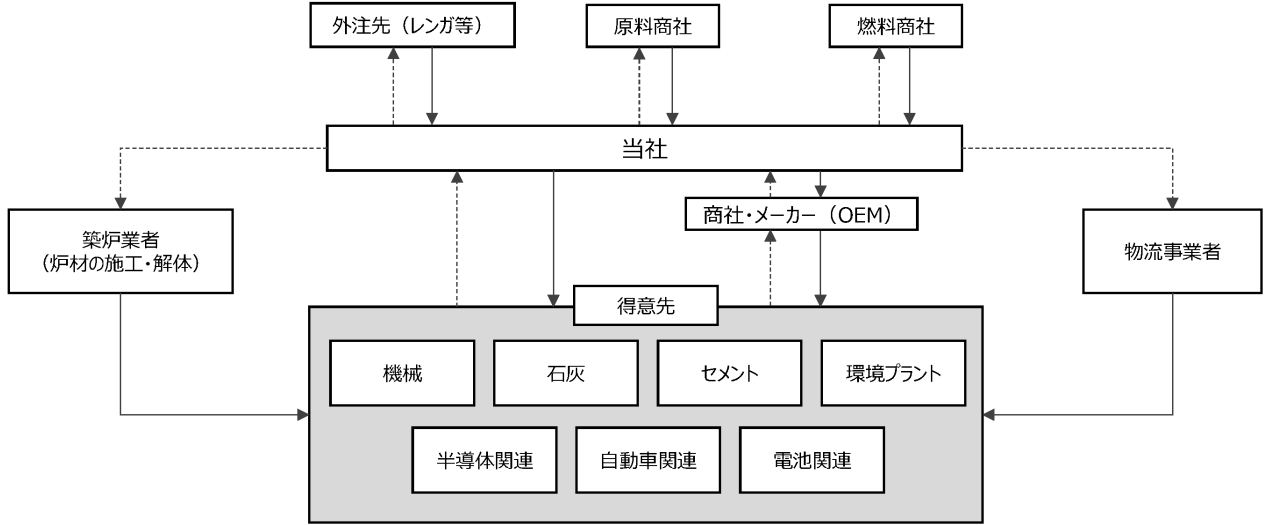 外注先（レンガ等）
原料商社
燃料商社
当社
商社・メーカー（OEM）
築炉業者
（炉材の施工・解体）
物流事業者
得意先
機械
石灰
セメント
環境プラント
半導体関連
自動車関連
電池関連